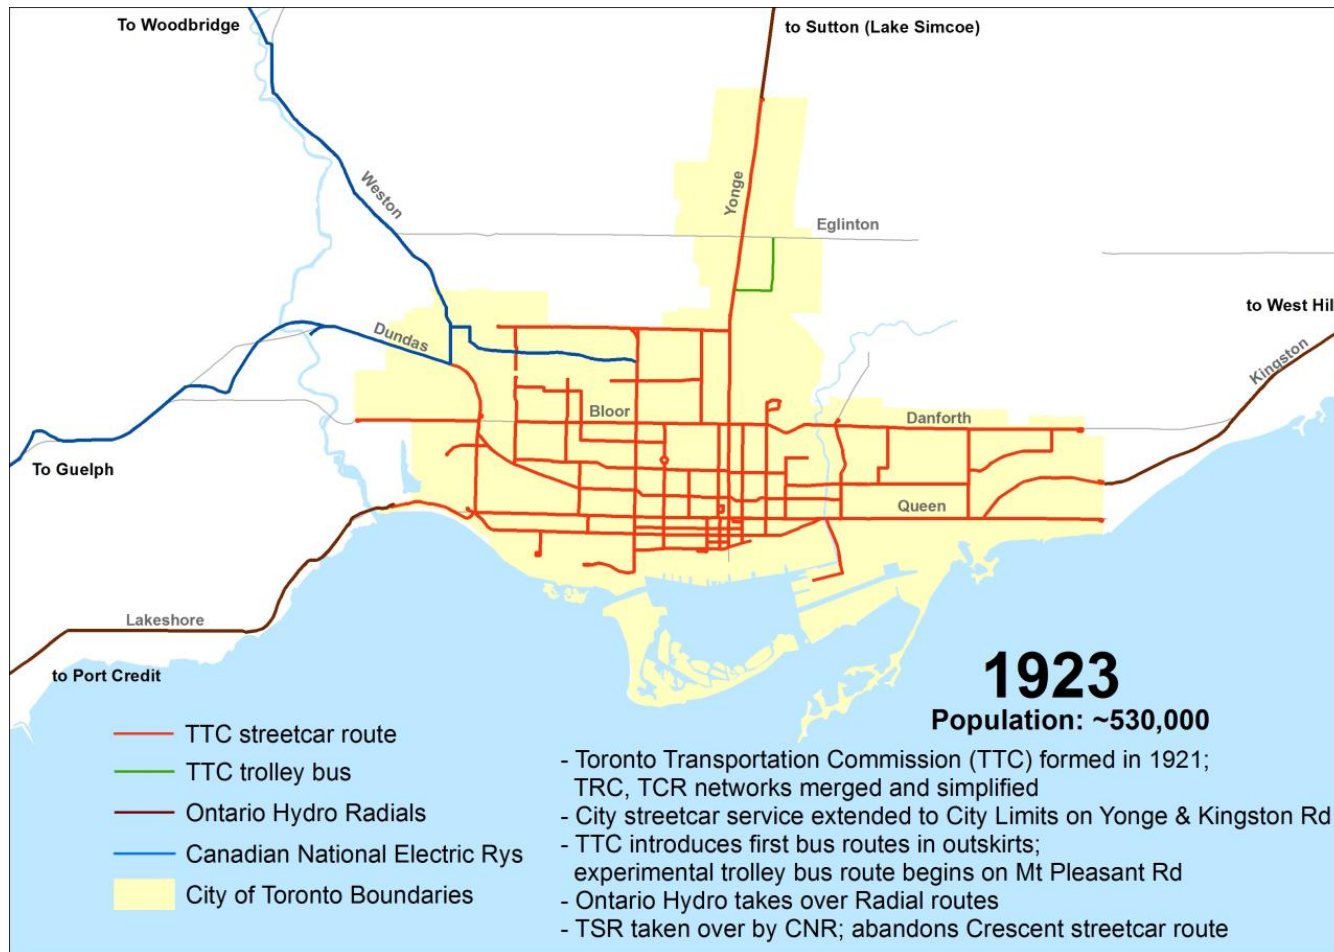 To Woodbridge
to Sutton (Lake Simcoe)
Weston
Yonge
Eglinton
to West Hil
Dundas
Kingston
Bloor
Danforth
To Guelph
Queen
Lakeshore
to Port Credit
1923
Population: ~530,000
TTC streetcar route
TTC trolley bus
Ontario Hydro Radials
Canadian National Electric Rys
City of Toronto Boundaries
- Toronto Transportation Commission (TTC) formed in 1921;
TRC, TCR networks merged and simplified
- City streetcar service extended to City Limits on Yonge & Kingston Rd
- TTC introduces first bus routes in outskirts;
experimental trolley bus route begins on Mt Pleasant Rd
- Ontario Hydro takes over Radial routes
- TSR taken over by CNR; abandons Crescent streetcar route